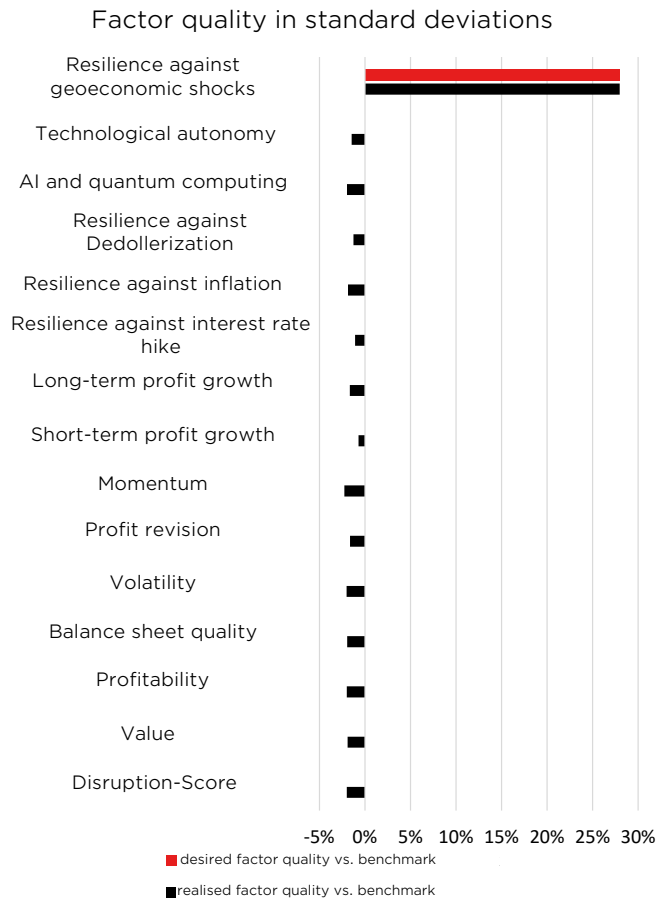 Factor quality in standard deviations
Resilience against
geoeconomic shocks
Technological autonomy
AI and quantum computing
Resilience against
Dedollerization
Resilience against inflation
Resilience against interest rate
hike
Long-term profit growth
Short-term profit growth
Momentum
Profit revision
Volatility
Balance sheet quality
Profitability
Value
Disruption-Score
-5% 0% 5% 10% 15% 20% 25% 30%
desired factor quality vs. benchmark
realised factor quality vs. benchmark